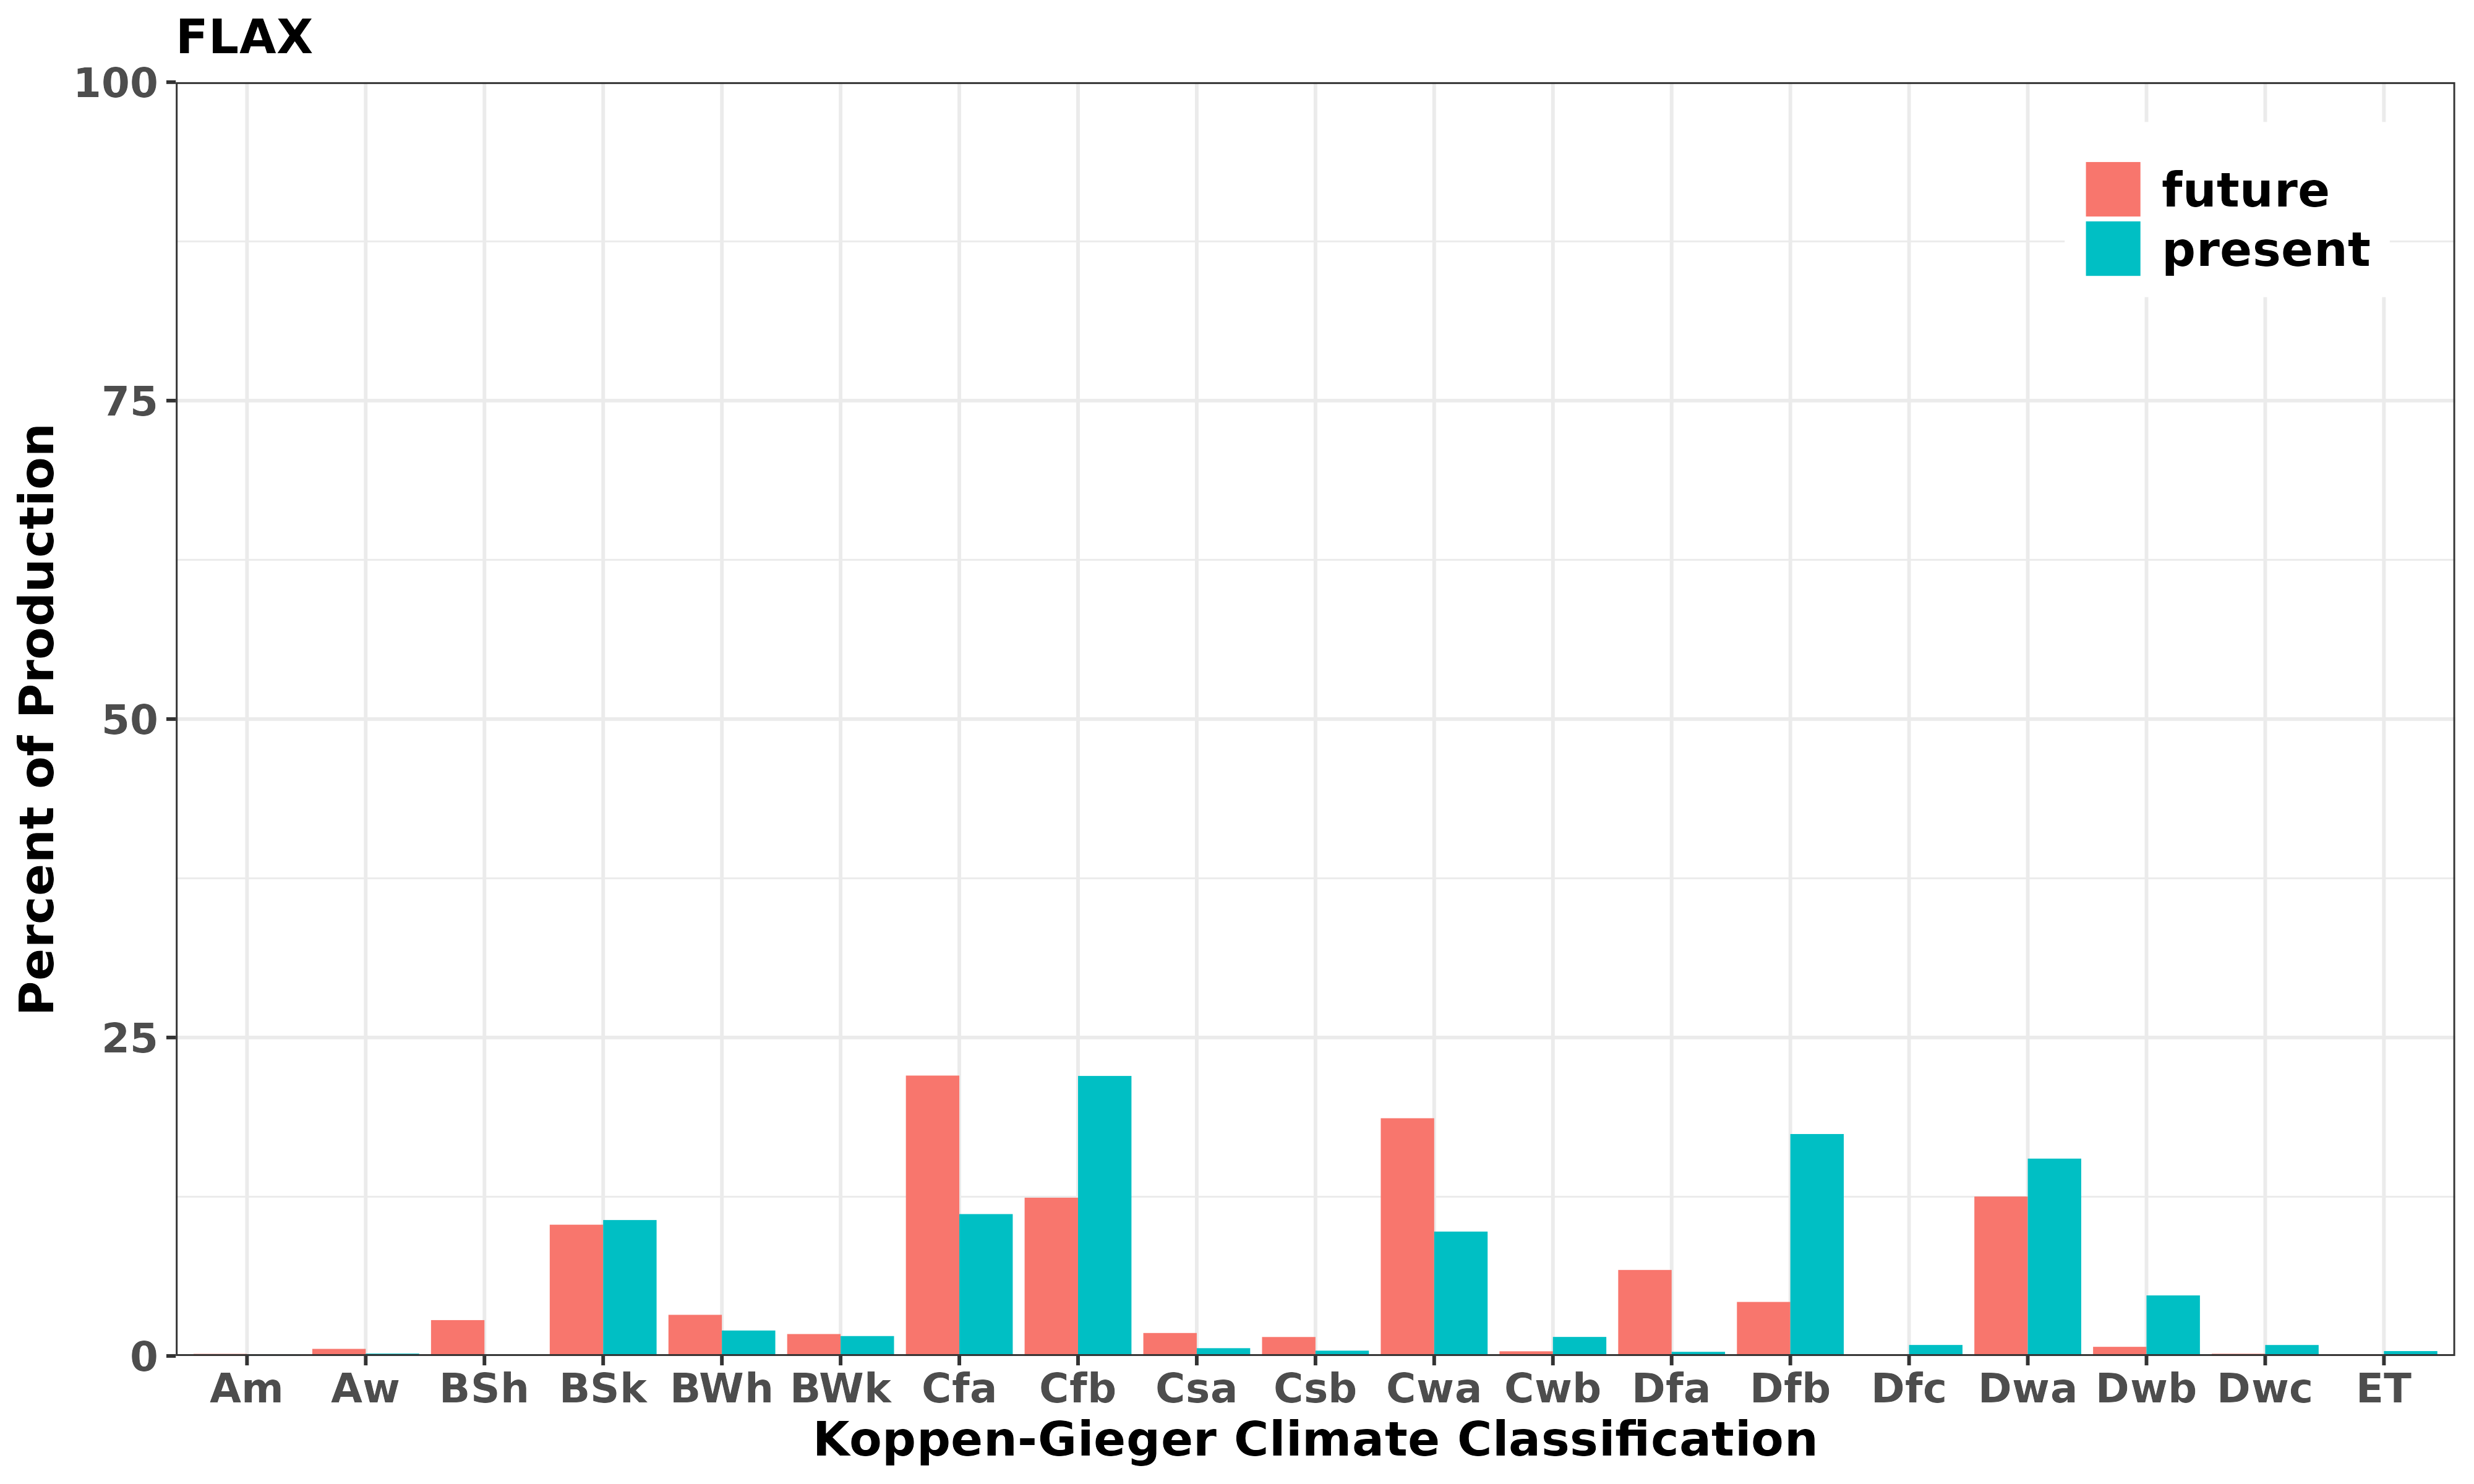 FLAX
100
75
50
25
0
Percent of Production
future
present
Am Aw BSh BSk BWh BWk Cfa Cfb Csa Csb Cwa Cwb Dfa Dfb Dfc Dwa Dwb Dwc ET
Koppen-Gieger Climate Classification